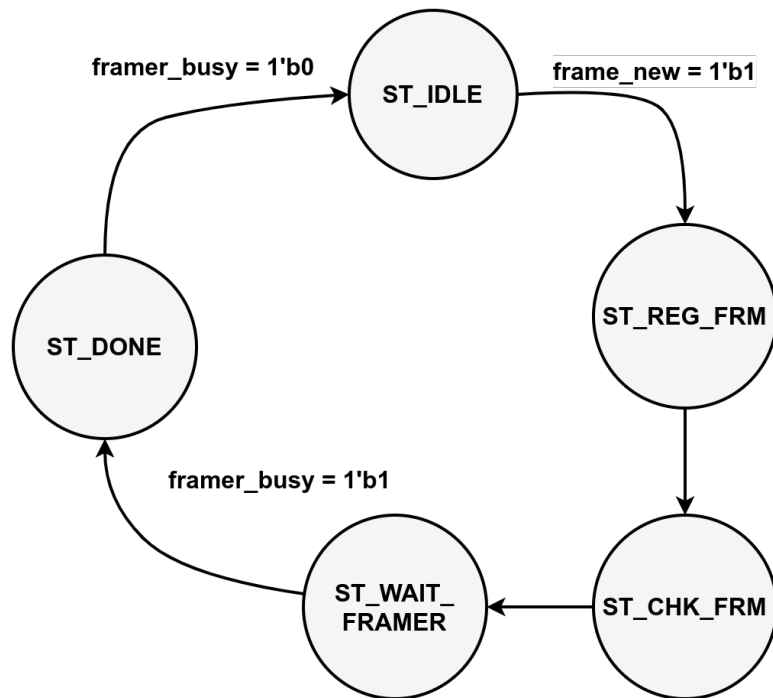 framer_busy = 1'b0
ST_IDLE
frame_new = 1'b1
ST_REG_FRM
ST_DONE
framer_busy = 1'b1
ST_WAIT_
FRAMER
ST_CHK_FRM